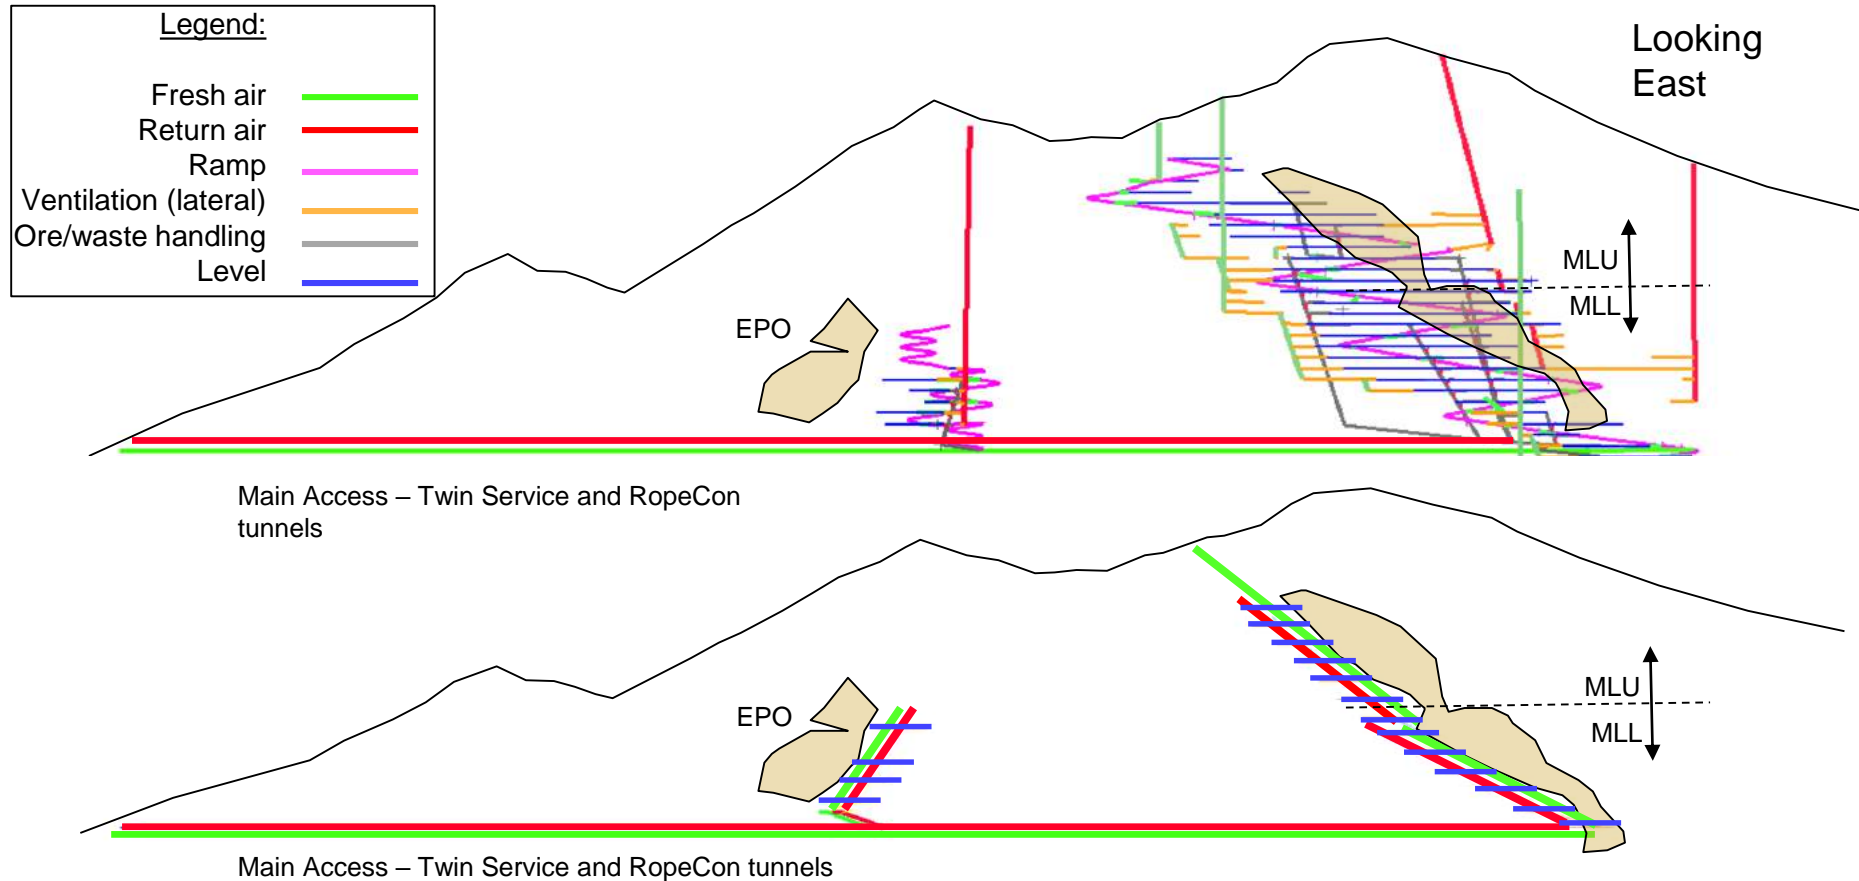 Legend:
Fresh air
Return air
Ramp
Ventilation (lateral)
Ore/waste handling
Level
Looking
East
MLU
MLL
EPO
Main Access – Twin Service and RopeCon
tunnels
MLU
MLL
EPO
Main Access – Twin Service and RopeCon tunnels